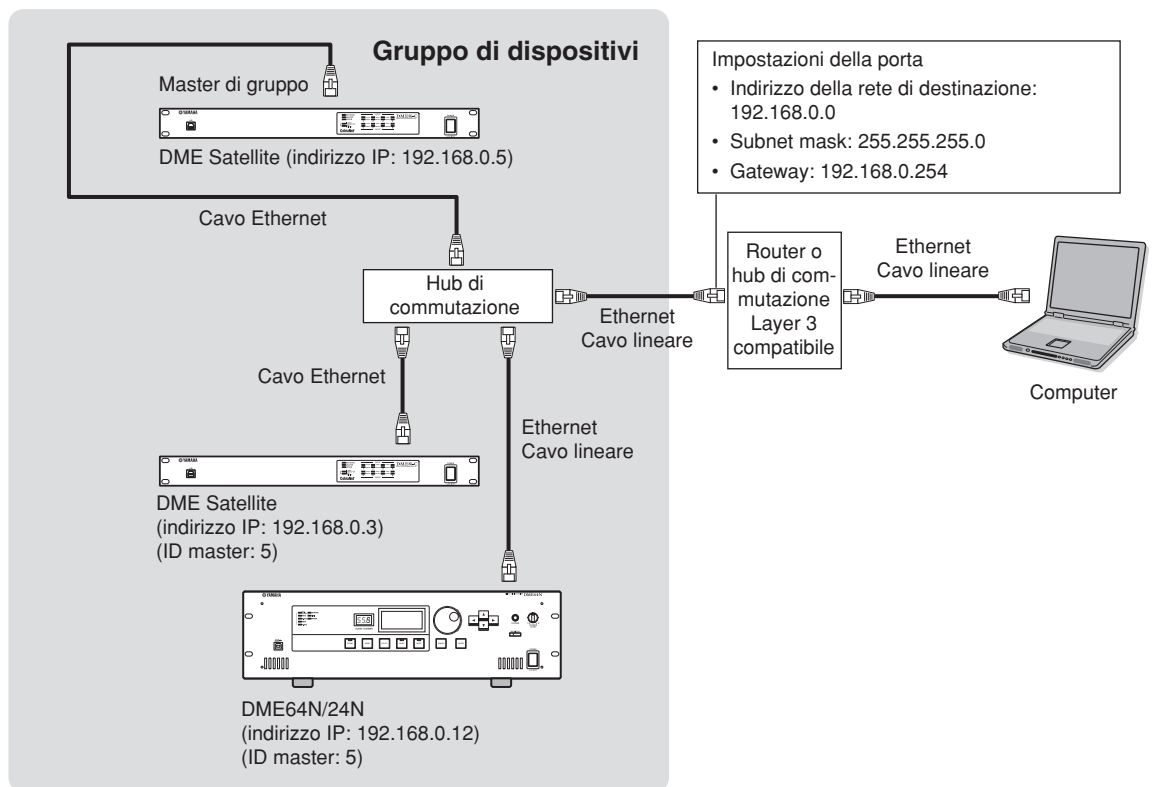 Gruppo di dispositivi
Master di gruppo
YAMAHA
DME Satellite (indirizzo IP: 192.168.0.5)
Cavo Ethernet
Impostazioni della porta
• Indirizzo della rete di destinazione:
192.168.0.0
• Subnet mask: 255.255.255.0
• Gateway: 192.168.0.254
Hub di
commutazione
Ethernet
Cavo lineare
Router o
hub di com-
mutazione
Layer 3
compatibile
Ethernet
Cavo lineare
Computer
Cavo Ethernet
Ethernet
Cavo lineare
YAMAHA
DME Satellite
(indirizzo IP: 192.168.0.3)
(ID master: 5)
YAMAHA
DME64N
DME64N/24N
(indirizzo IP: 192.168.0.12)
(ID master: 5)